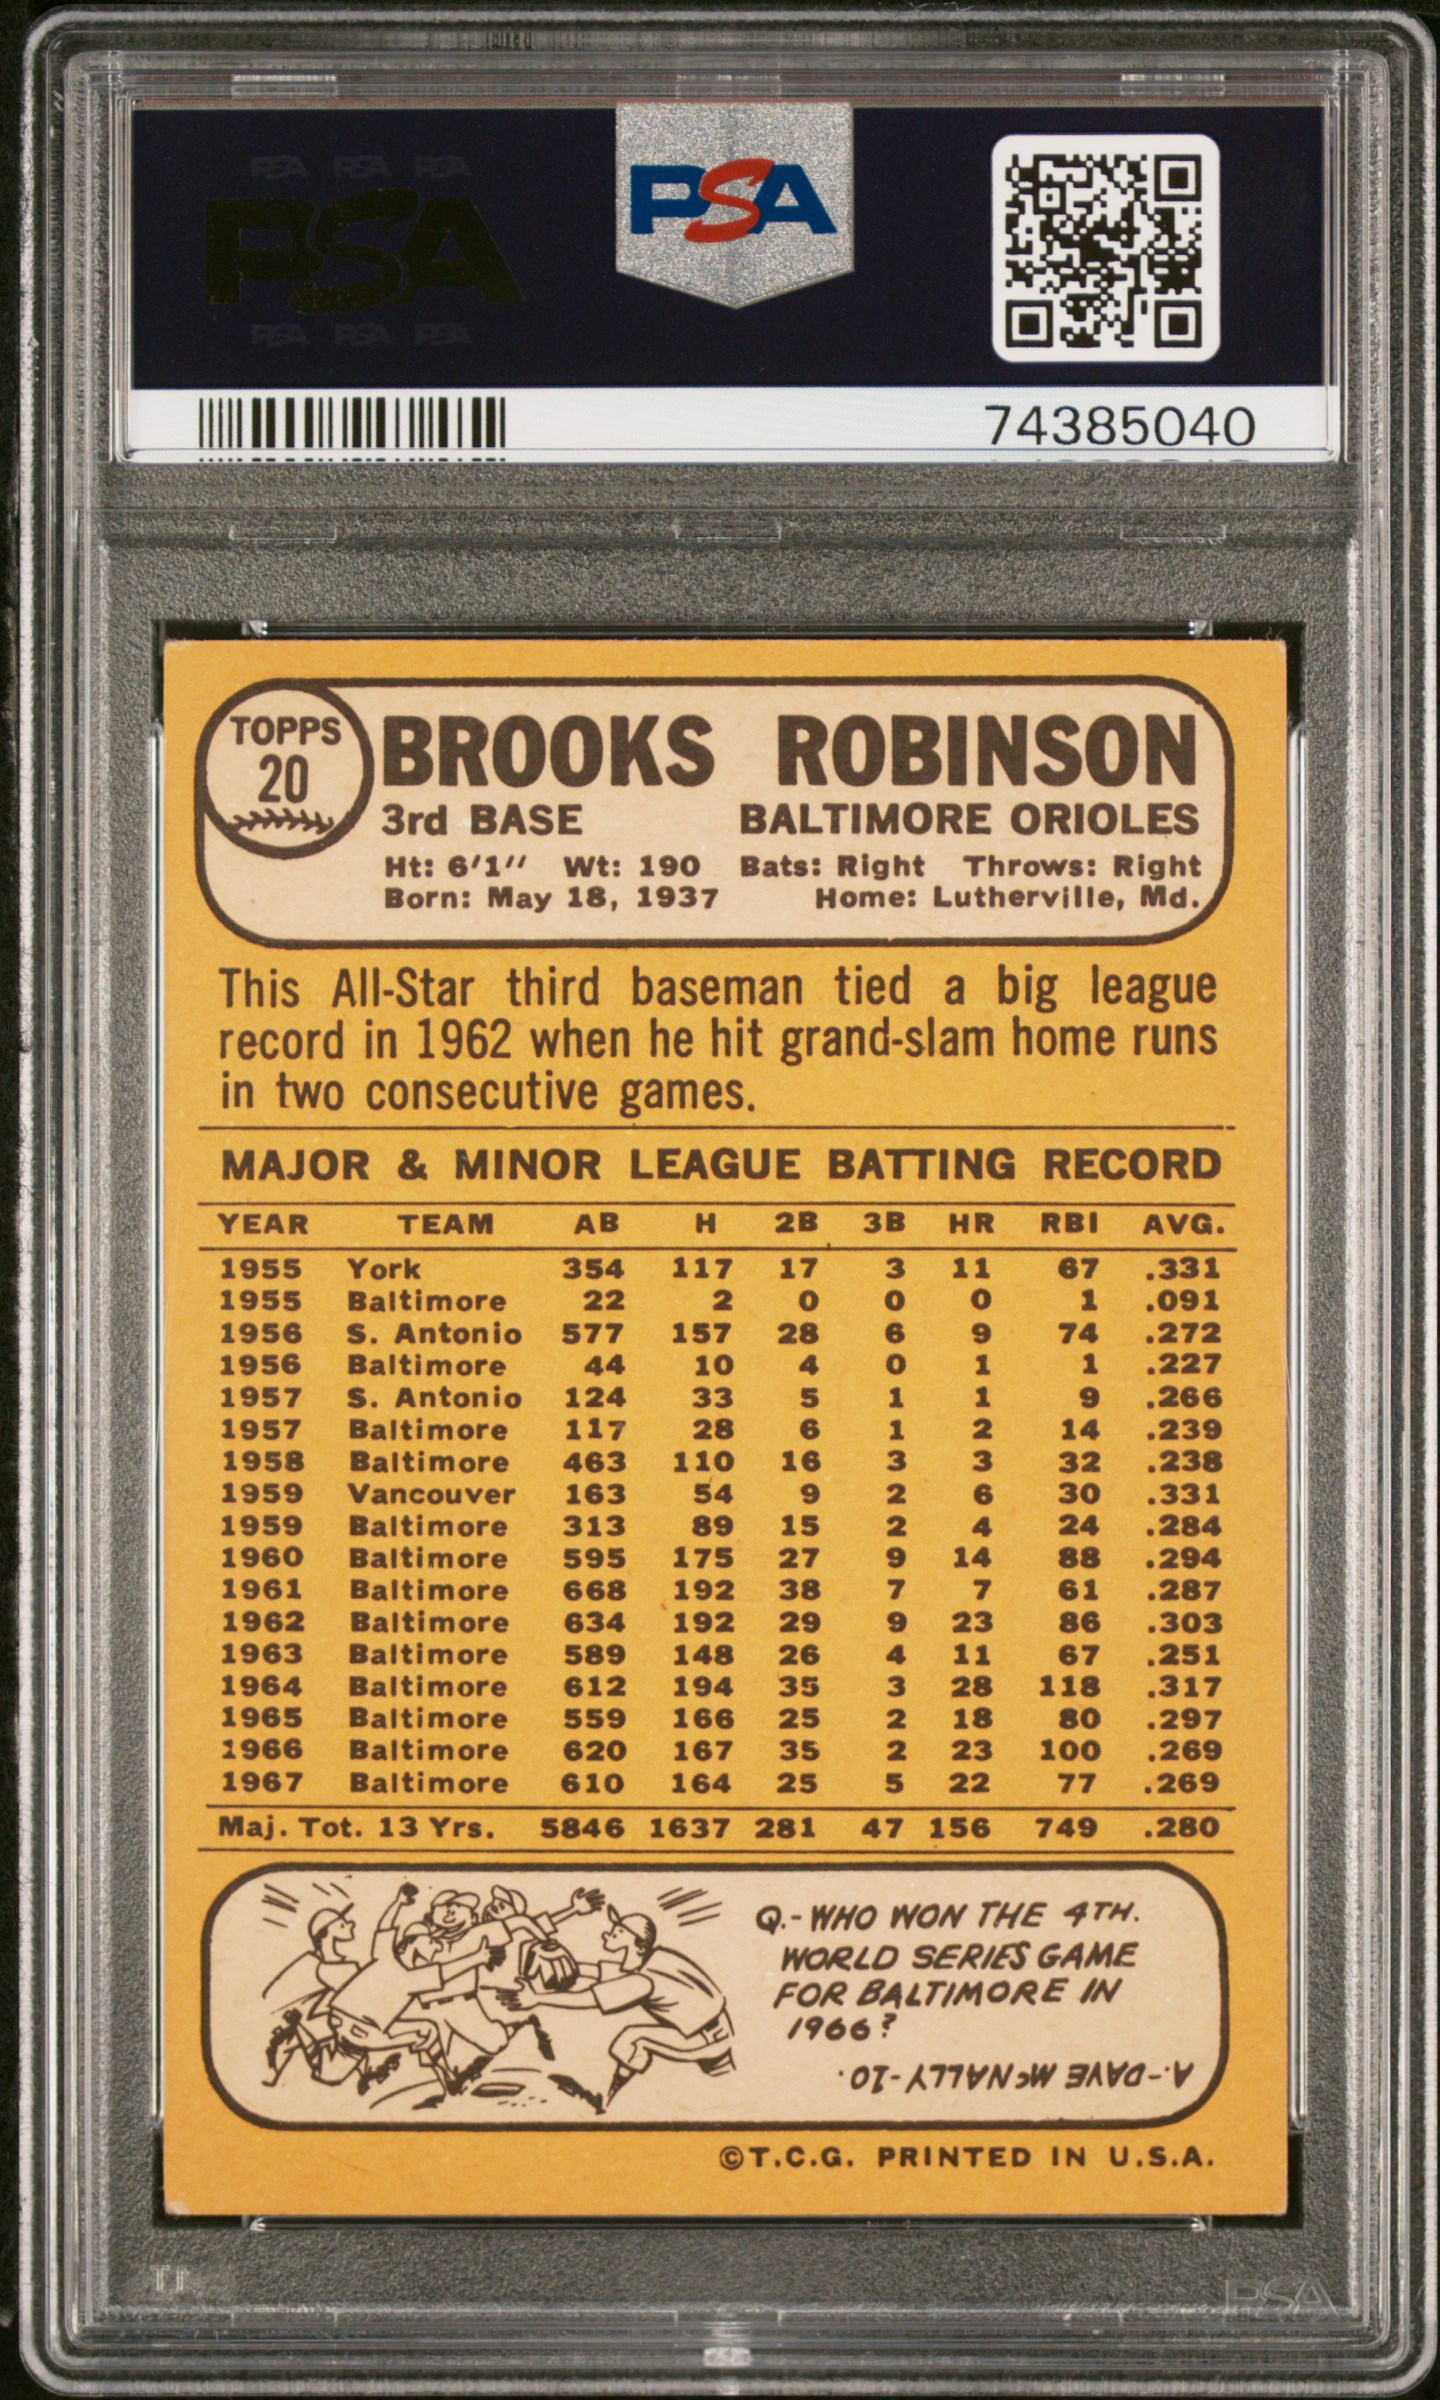 PSA PSA PSA
PSA
PSA PSA PSA
PSA
74385040
TOPPS
20
BROOKS ROBINSON
3rd BASE BALTIMORE ORIOLES
Ht: 6'1" Wt: 190 Bats: Right Throws: Right
Born: May 18, 1937 Home: Lutherville, Md.
This All-Star third baseman tied a big league
record in 1962 when he hit grand-slam home runs
in two consecutive games.
MAJOR & MINOR LEAGUE BATTING RECORD
YEAR TEAM AB H 2B 3B HR RBI AVG.
1955 York 354 117 17 3 11 67 .331
1955 Baltimore 22 2 0 0 0 1 .091
1956 S. Antonio 577 157 28 6 9 74 .272
1956 Baltimore 44 10 4 0 1 1 .227
1957 S. Antonio 124 33 5 1 1 9 .266
1957 Baltimore 117 28 6 1 2 14 .239
1958 Baltimore 463 110 16 3 3 32 .238
1959 Vancouver 163 54 9 2 6 30 .331
1959 Baltimore 313 89 15 2 4 24 .284
1960 Baltimore 595 175 27 9 14 88 .294
1961 Baltimore 668 192 38 7 7 61 .287
1962 Baltimore 634 192 29 9 23 86 .303
1963 Baltimore 589 148 26 4 11 67 .251
1964 Baltimore 612 194 35 3 28 118 .317
1965 Baltimore 559 166 25 2 18 80 .297
1966 Baltimore 620 167 35 2 23 100 .269
1967 Baltimore 610 164 25 5 22 77 .269
Maj. Tot. 13 Yrs. 5846 1637 281 47 156 749 .280
Q.- WHO WON THE 4TH.
WORLD SERIES GAME
FOR BALTIMORE IN
1966?
A.- DAVE McNALLY -10.
©T.C.G. PRINTED IN U.S.A.
PSA